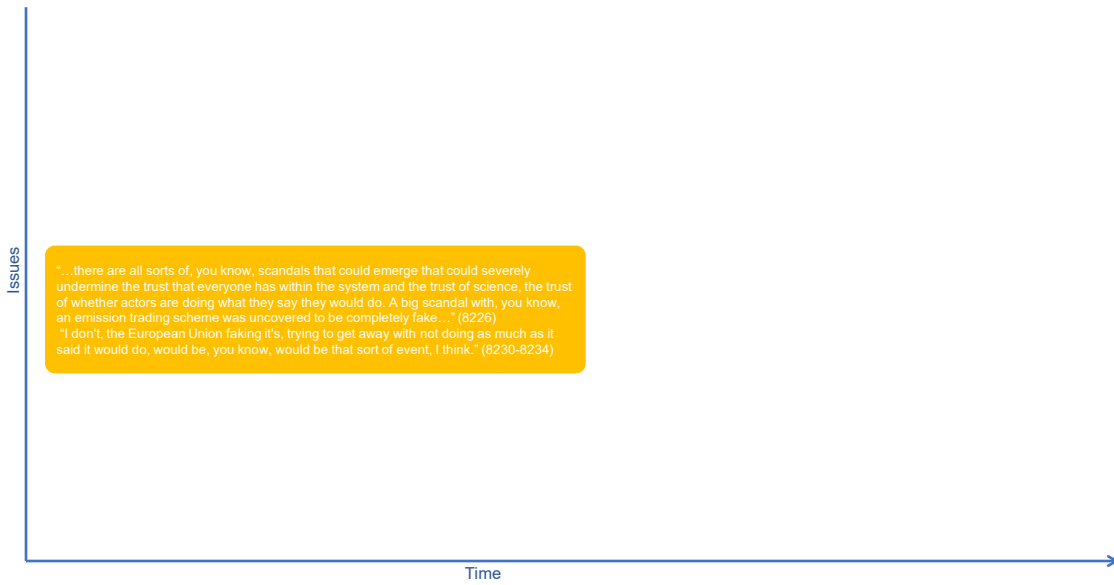 Issues
“…there are all sorts of, you know, scandals that could emerge that could severely
undermine the trust that everyone has within the system and the trust of science, the trust
of whether actors are doing what they say they would do. A big scandal with, you know,
an emission trading scheme was uncovered to be completely fake…” (8226)
“I don't, the European Union faking it's, trying to get away with not doing as much as it
said it would do, would be, you know, would be that sort of event, I think.” (8230-8234)
Time